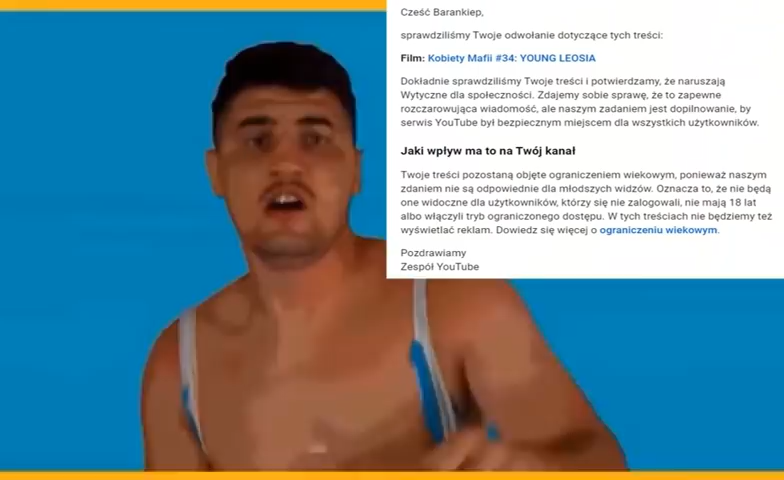 Cześć Barankiep,
sprawdziliśmy Twoje odwołanie dotyczące tych treści:
Film: Kobiety Mafii #34: YOUNG LEOSIA
Dokładnie sprawdziliśmy Twoje treści i potwierdzamy, że naruszają
Wytyczne dla społeczności. Zdajemy sobie sprawę, że to zapewne
rozczarowująca wiadomość, ale naszym zadaniem jest dopilnowanie, by
serwis YouTube był bezpiecznym miejscem dla wszystkich użytkowników.
Jaki wpływ ma to na Twój kanał
Twoje treści pozostaną objęte ograniczeniem wiekowym, ponieważ naszym
zdaniem nie są odpowiednie dla młodszych widzów. Oznacza to, że nie będą
one widoczne dla użytkowników, którzy się nie zalogowali, nie mają 18 lat
albo włączyli tryb ograniczonego dostępu. W tych treściach nie będziemy też
wyświetlać reklam. Dowiedz się więcej o ograniczeniu wiekowym.
Pozdrawiamy
Zespół YouTube